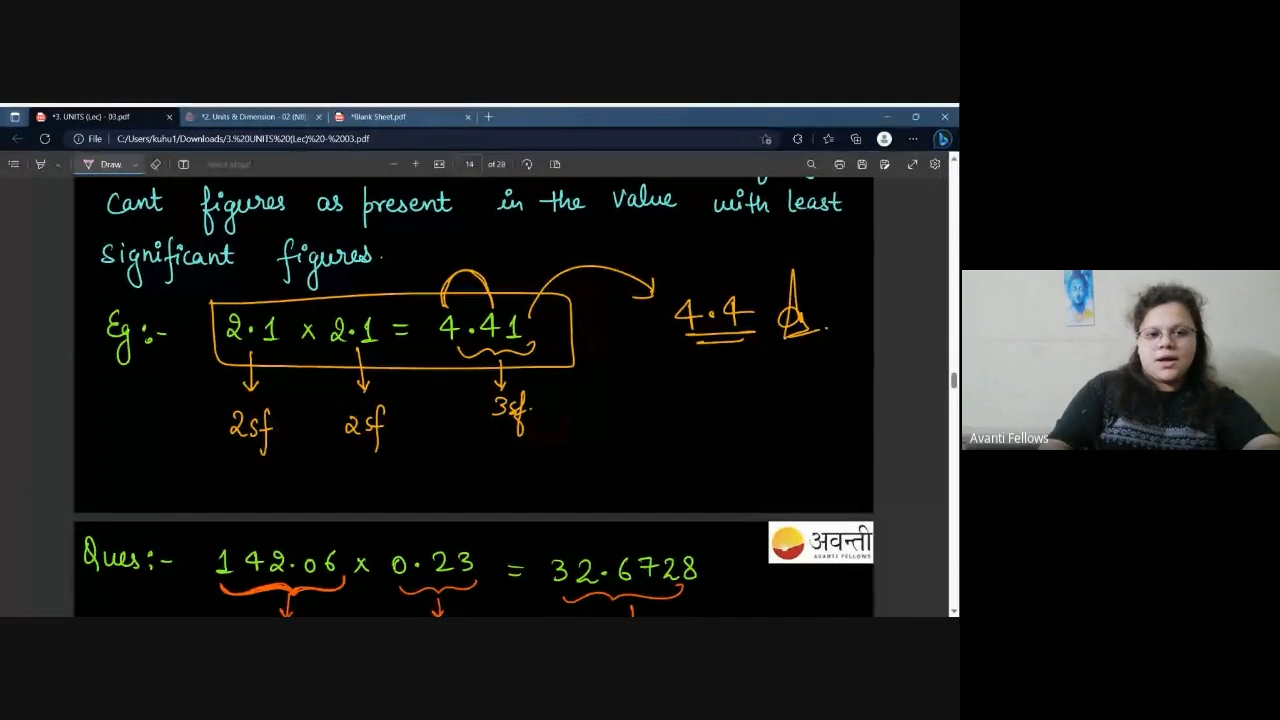 *3. UNITS (Lec) - 03.pdf
*2. Units & Dimension - 02 (NB)
*Blank Sheet.pdf
File
C:/Users/kuhu1/Downloads/3.%20UNITS%20(Lec)%20-%2003.pdf
Draw
14 of 28
cant figures as present in the value with least
significant figures.
Eg:- 2.1 × 2.1 = 4.41
4.4
2sf 2sf 3sf.
अवन्ती
AVANTI FELLOWS
Ques:- 142.06 × 0.23 = 32.6728
Avanti Fellows